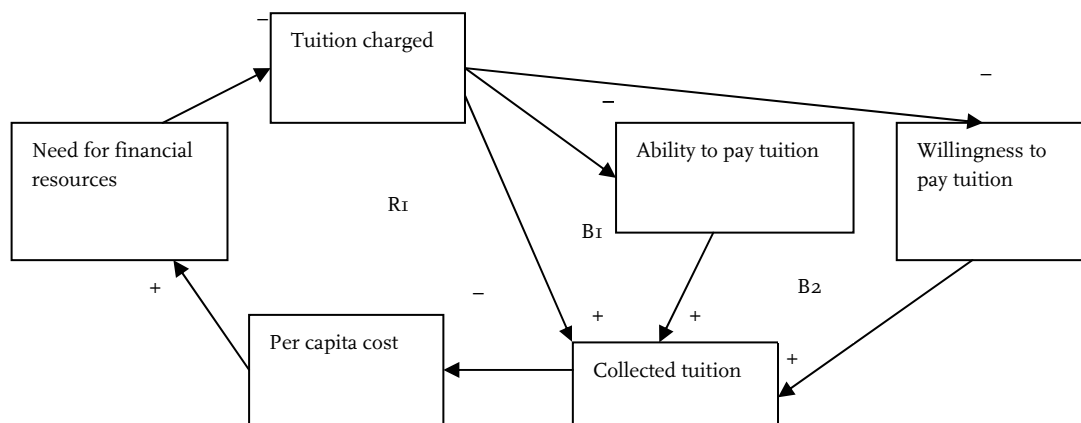 –
Tuition charged
–
–
Need for financial
resources
Ability to pay tuition
Willingness to
pay tuition
R1
B1
B2
+
–
+
+
+
Per capita cost
Collected tuition